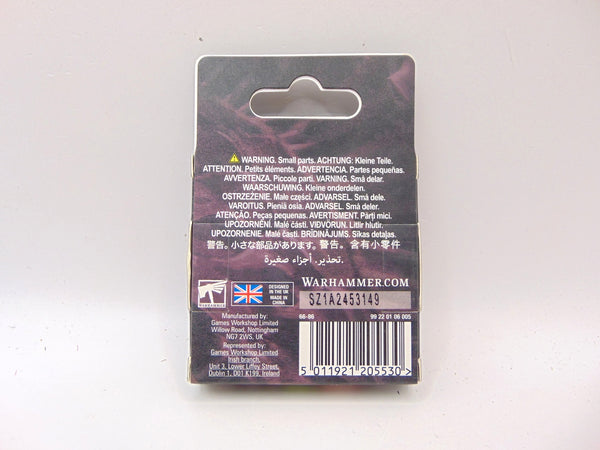 WARNING. Small parts. ACHTUNG: Kleine Teile.
ATTENTION. Petits éléments. ADVERTENCIA. Partes pequeñas.
AVVERTENZA. Piccole parti. VARNING. Små delar.
WAARSCHUWING. Kleine onderdelen.
OSTRZEŻENIE. Małe części. ADVARSEL. Små deler.
VAROITUS. Pieniä osia. ADVARSEL. Små dele.
ATENÇÃO. Peças pequenas. AVERTISMENT. Părți mici.
UPOZORNĚNÍ. Malé části. VIÐVÖRUN. Litlir hlutir.
UPOZORNENIE. Malé časti. BRĪDINĀJUMS. Sīkas detaļas.
警告。小さな部品があります。警告。含有小零件
تحذير. أجزاء صغيرة.
WARHAMMER
DESIGNED
IN THE UK
MADE IN
CHINA
WARHAMMER.COM
SZ1A2453149
Manufactured by:
Games Workshop Limited
Willow Road, Nottingham
NG7 2WS, UK
Represented by:
Games Workshop Limited
Irish branch,
Unit 3, Lower Liffey Street,
Dublin 1, D01 K199, Ireland
66-86 99 22 01 06 005
5 011921 205530 >